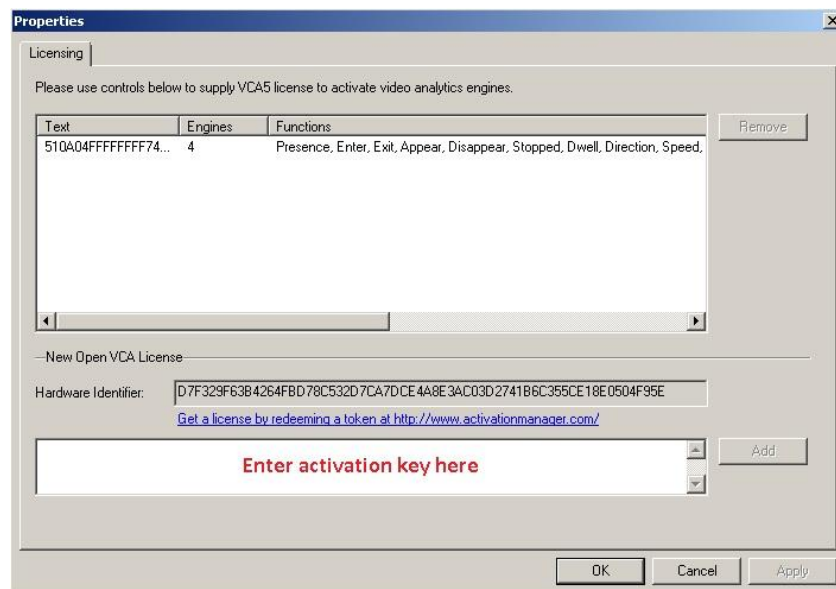 Properties
Licensing
Please use controls below to supply VCA5 license to activate video analytics engines.
Text Engines Functions
510A04FFFFFFFF74... 4 Presence, Enter, Exit, Appear, Disappear, Stopped, Dwell, Direction, Speed,
Remove
New Open VCA License
Hardware Identifier: D7F329F63B4264FBD78C532D7CA7DCE4A8E3AC03D2741B6C355CE18E0504F95E
Get a license by redeeming a token at http://www.activationmanager.com/
Enter activation key here
Add
OK Cancel Apply